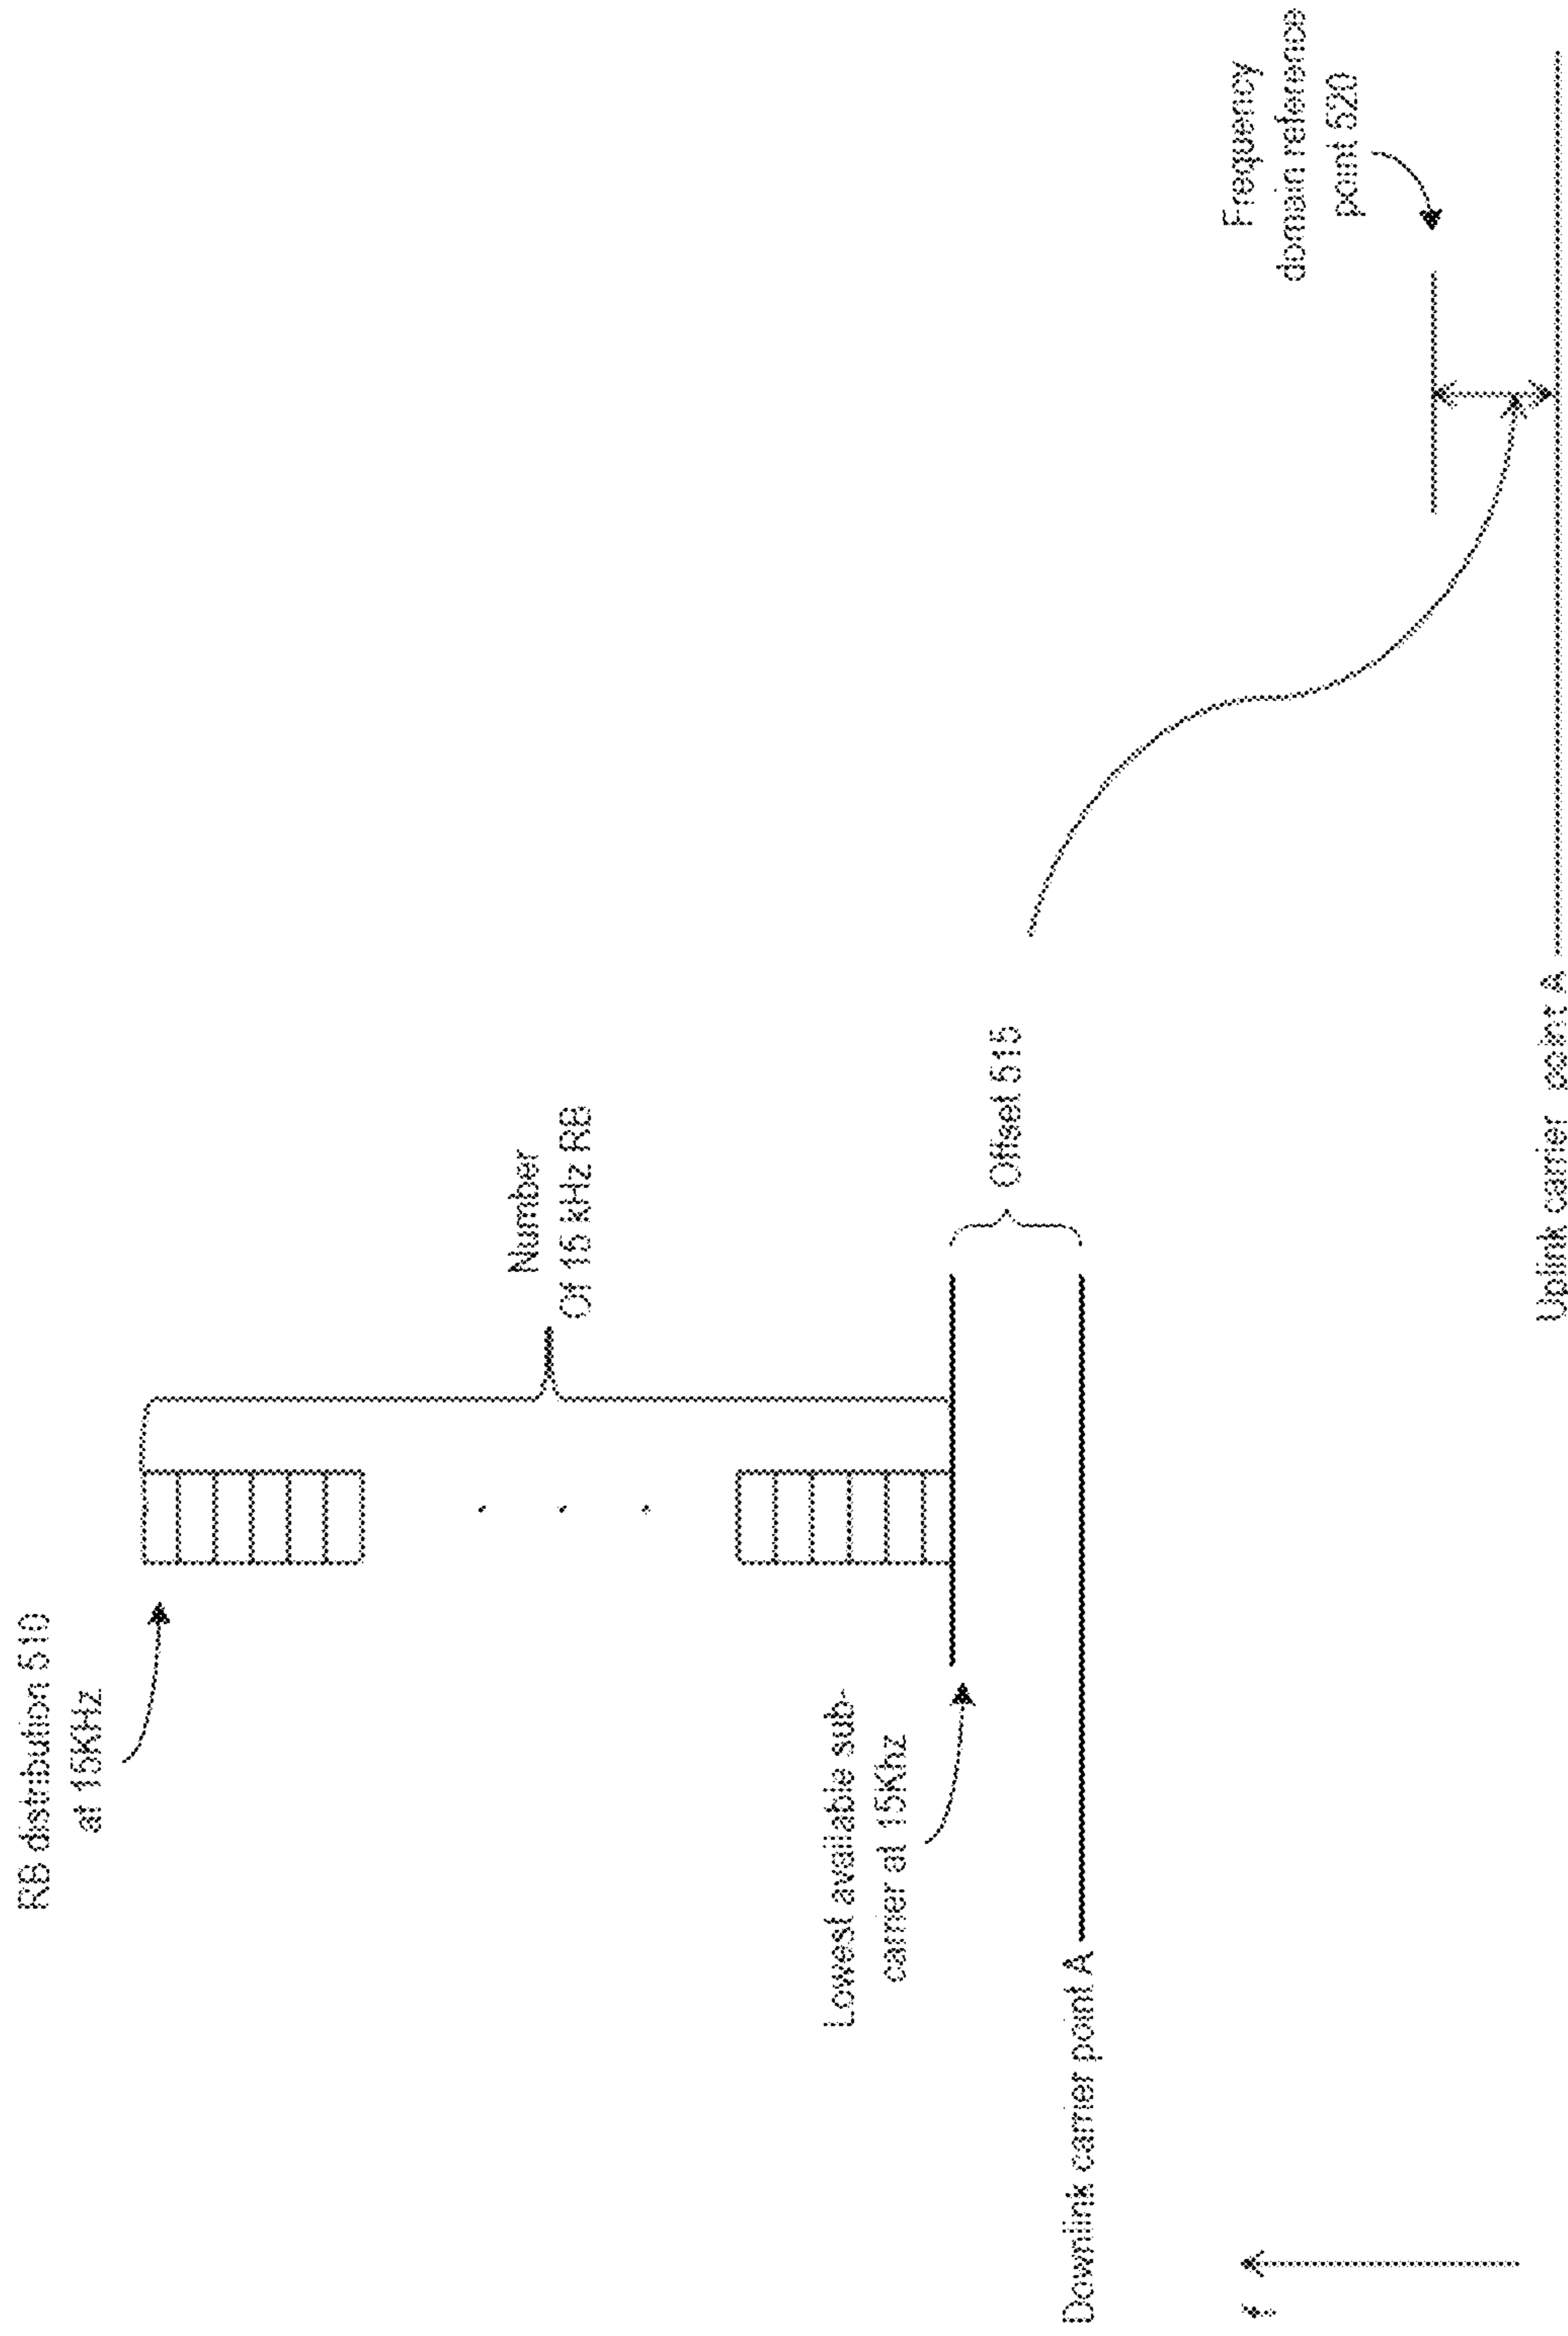 RB distribution 510
at 15KHz
Number
Of 15 kHz RB
Lowest available sub-
carrier at 15Khz
Offset 515
Downlink carrier point A
Frequency
domain reference
point 520
Uplink carrier point A
f